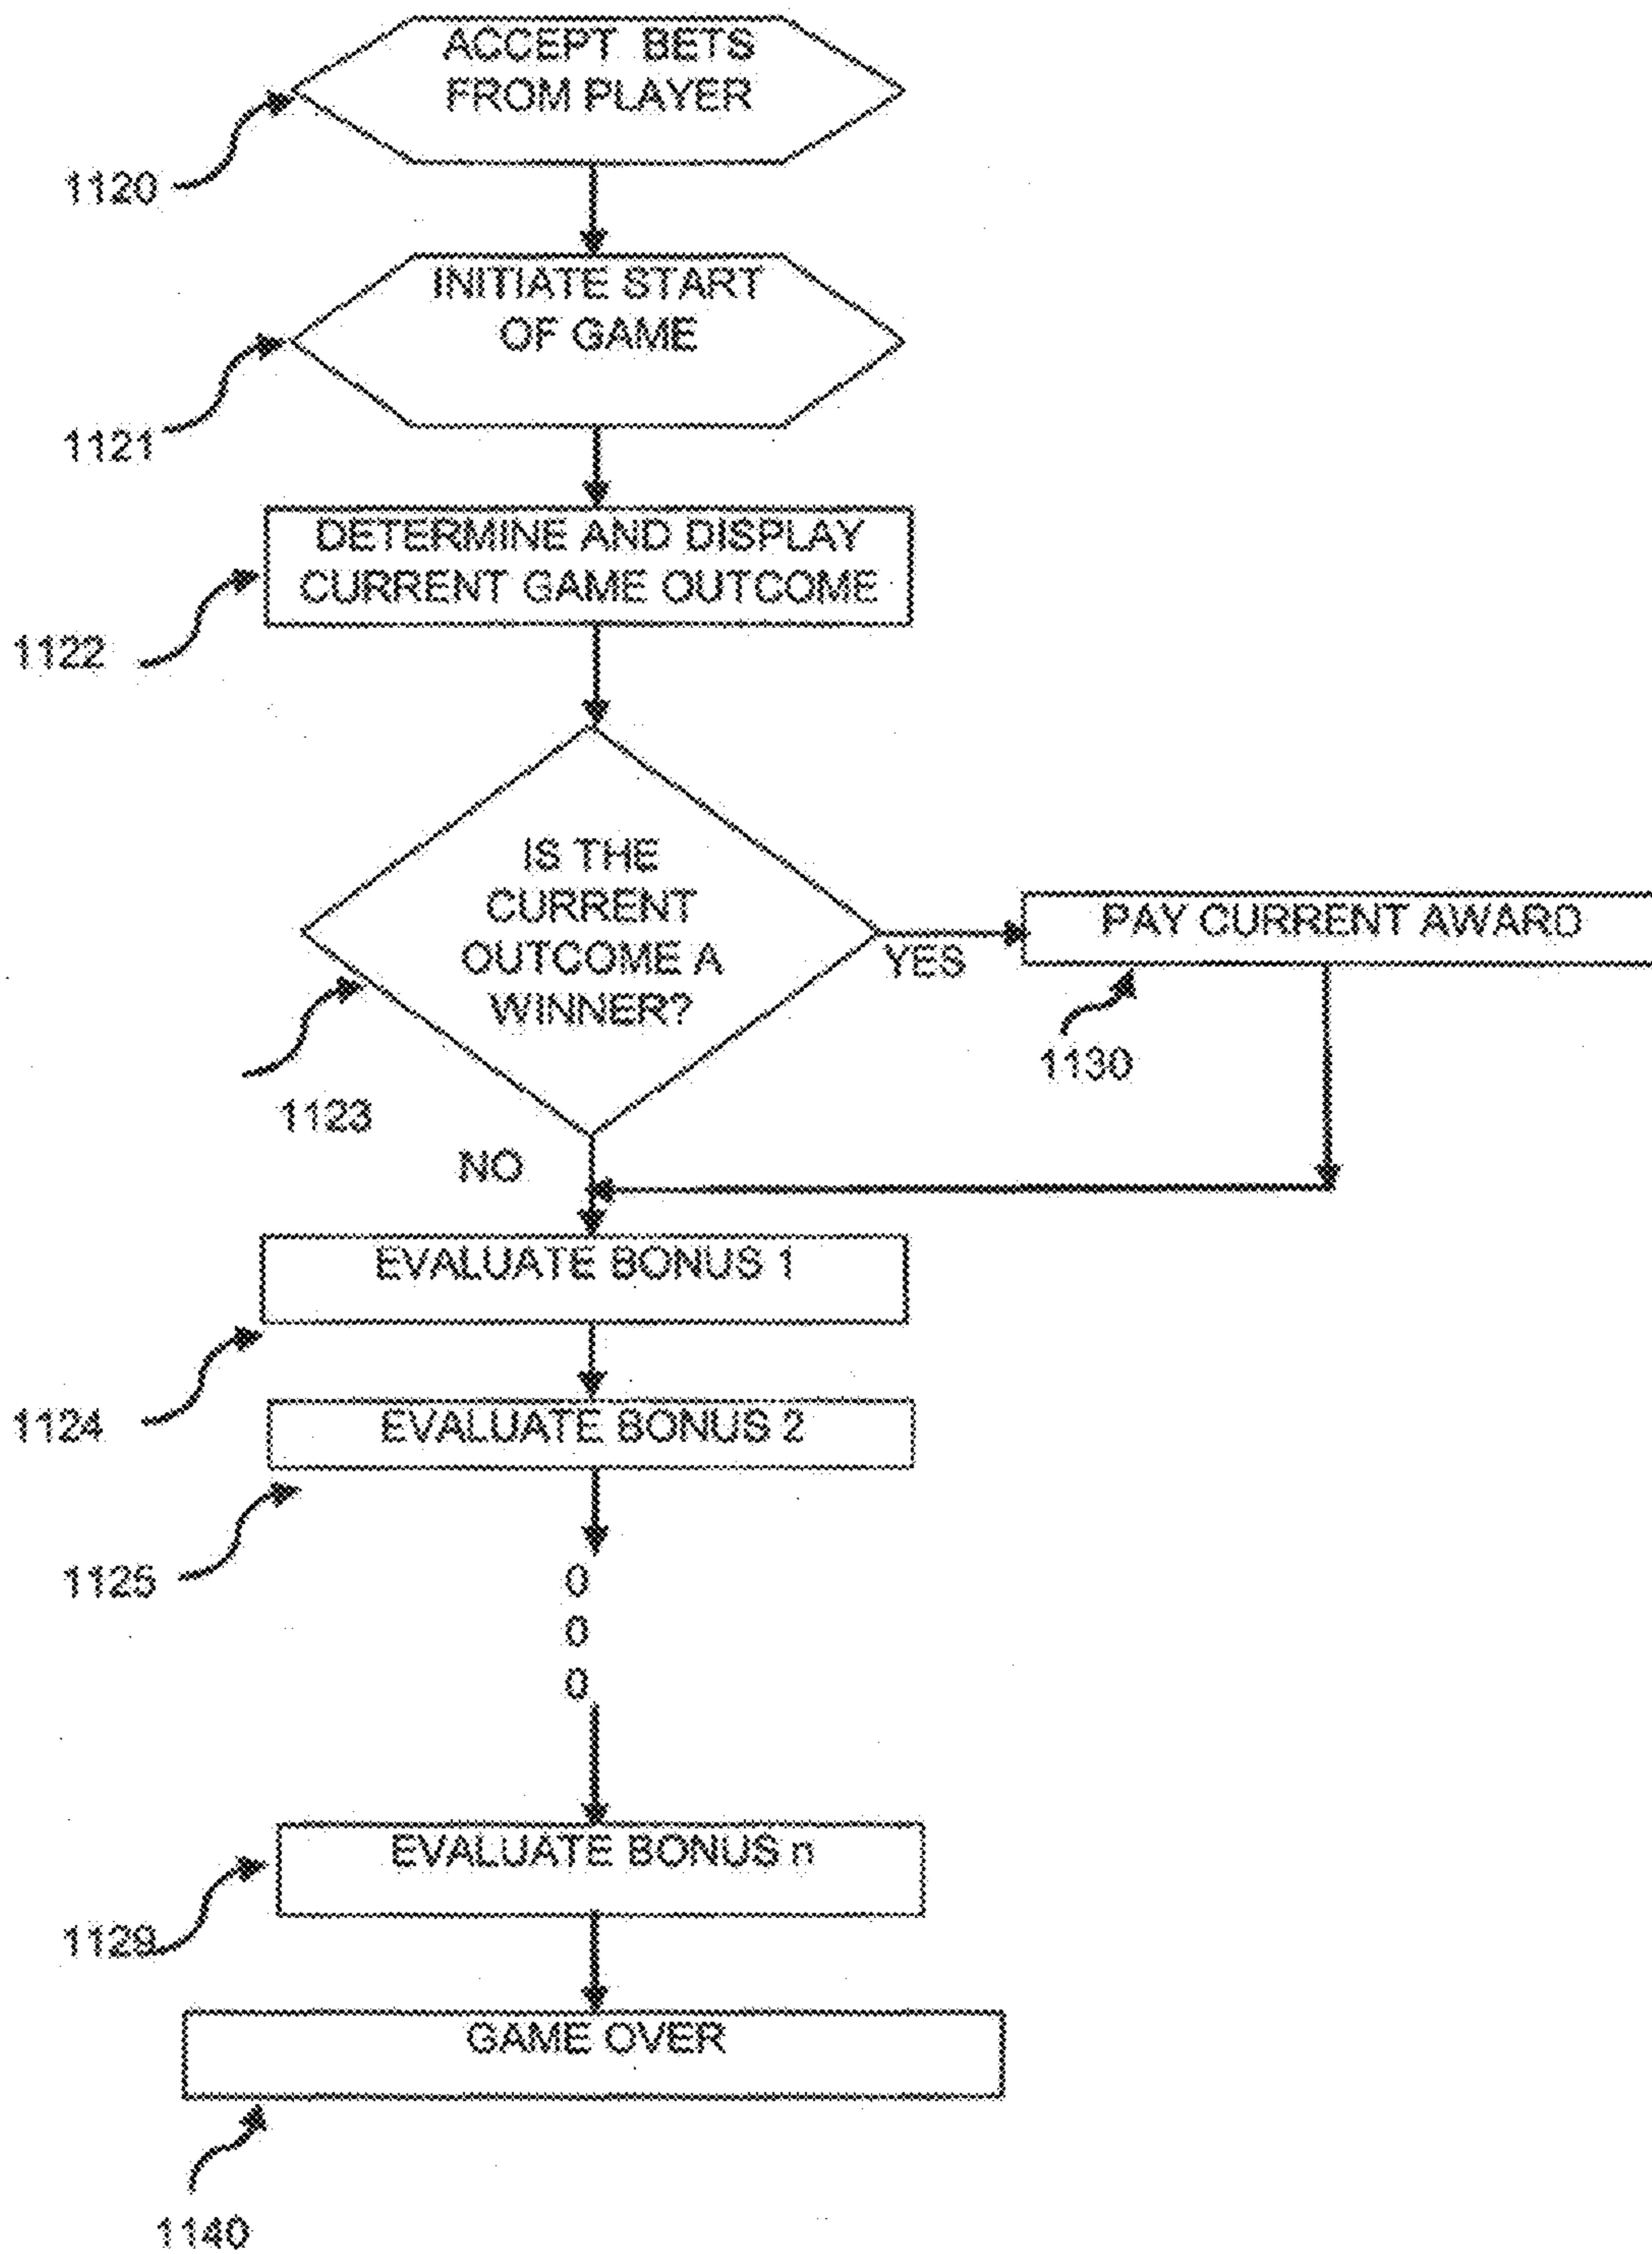 ACCEPT BETS
FROM PLAYER
1120
INITIATE START
OF GAME
1121
DETERMINE AND DISPLAY
CURRENT GAME OUTCOME
1122
IS THE
CURRENT
OUTCOME A
WINNER?
YES
PAY CURRENT AWARD
1130
1123
NO
EVALUATE BONUS 1
1124
EVALUATE BONUS 2
1125
0
0
0
EVALUATE BONUS n
1129
GAME OVER
1140